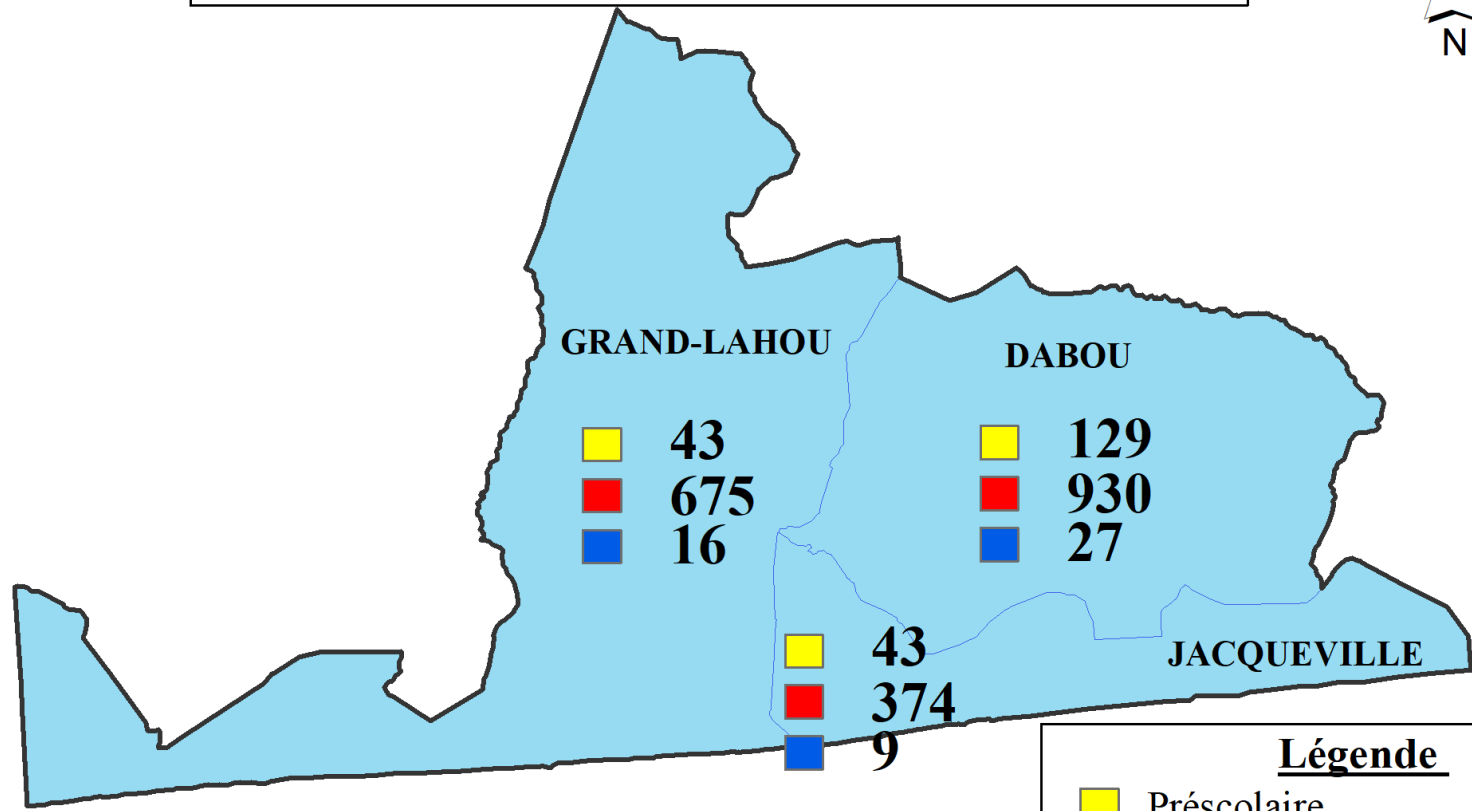 N
GRAND-LAHOU
43
675
16
DABOU
129
930
27
JACQUEVILLE
43
374
9
Légende
Préscolaire